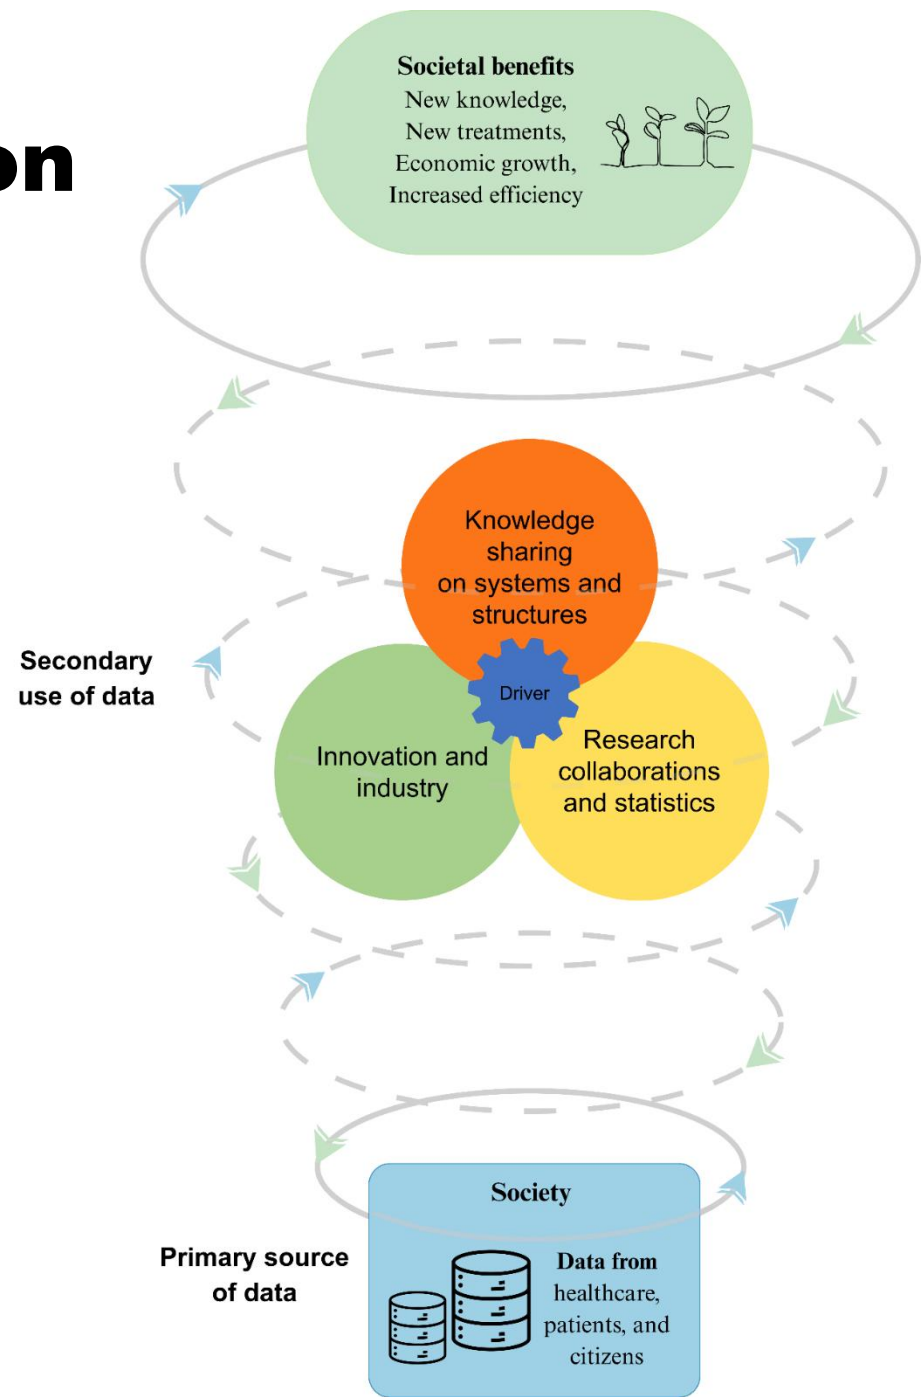 Societal benefits
New knowledge,
New treatments,
Economic growth,
Increased efficiency
on
Knowledge
sharing
on systems and
structures
Secondary
use of data
Driver
Innovation and
industry
Research
collaborations
and statistics
Society
Primary source
of data
Data from
healthcare,
patients, and
citizens